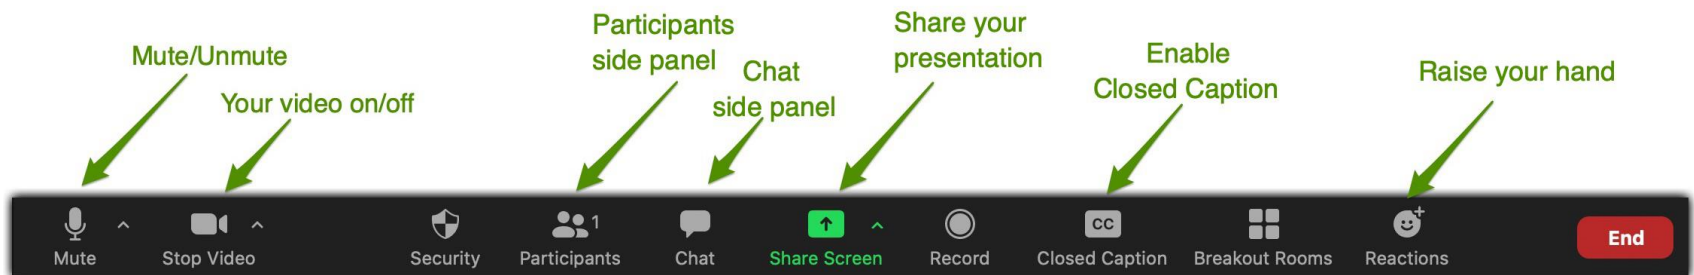 Mute/Unmute
Your video on/off
Participants
side panel
Chat
side panel
Share your
presentation
Enable
Closed Caption
Raise your hand
1
CC
Mute
Stop Video
Security
Participants
Chat
Share Screen
Record
Closed Caption
Breakout Rooms
Reactions
End